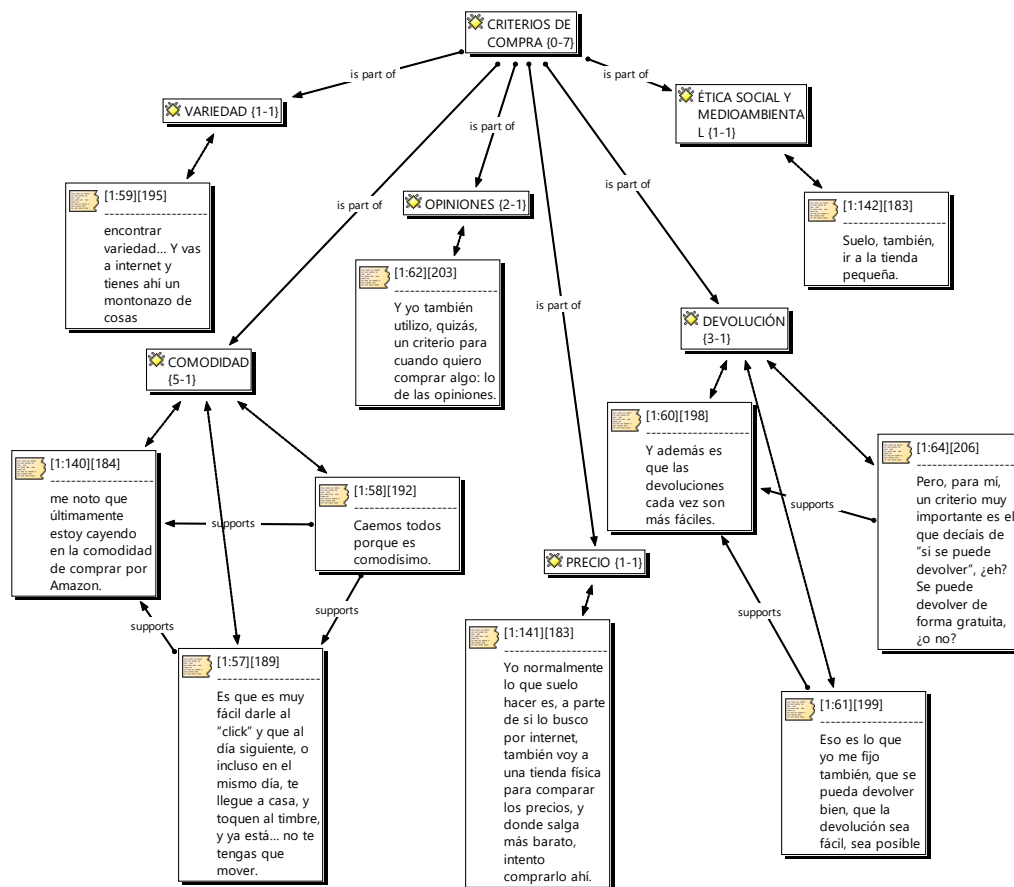 CRITERIOS DE
COMPRA {0-7}
is part of
is part of
is part of
is part of
is part of
is part of
VARIEDAD {1-1}
[1:59][195]
encontrar
variedad... Y vas
a internet y
tienes ahí un
montonazo de
cosas
ÉTICA SOCIAL Y
MEDIOAMBIENTA
L {1-1}
[1:142][183]
Suelo, también,
ir a la tienda
pequeña.
OPINIONES {2-1}
[1:62][203]
Y yo también
utilizo, quizás,
un criterio para
cuando quiero
comprar algo: lo
de las opiniones.
COMODIDAD
{5-1}
[1:140][184]
me noto que
últimamente
estoy cayendo
en la comodidad
de comprar por
Amazon.
supports
[1:58][192]
Caemos todos
porque es
comodísimo.
supports
supports
[1:57][189]
Es que es muy
fácil darle al
"click" y que al
día siguiente, o
incluso en el
mismo día, te
llegue a casa, y
toquen al timbre,
y ya está... no te
tengas que
mover.
PRECIO {1-1}
[1:141][183]
Yo normalmente
lo que suelo
hacer es, a parte
de si lo busco
por internet,
también voy a
una tienda física
para comparar
los precios, y
donde salga
más barato,
intento
comprarlo ahí.
DEVOLUCIÓN
{3-1}
[1:60][198]
Y además es
que las
devoluciones
cada vez son
más fáciles.
supports
[1:64][206]
Pero, para mí,
un criterio muy
importante es el
que decíais de
"si se puede
devolver", ¿eh?
Se puede
devolver de
forma gratuita,
¿o no?
supports
[1:61][199]
Eso es lo que
yo me fijo
también, que se
pueda devolver
bien, que la
devolución sea
fácil, sea posible